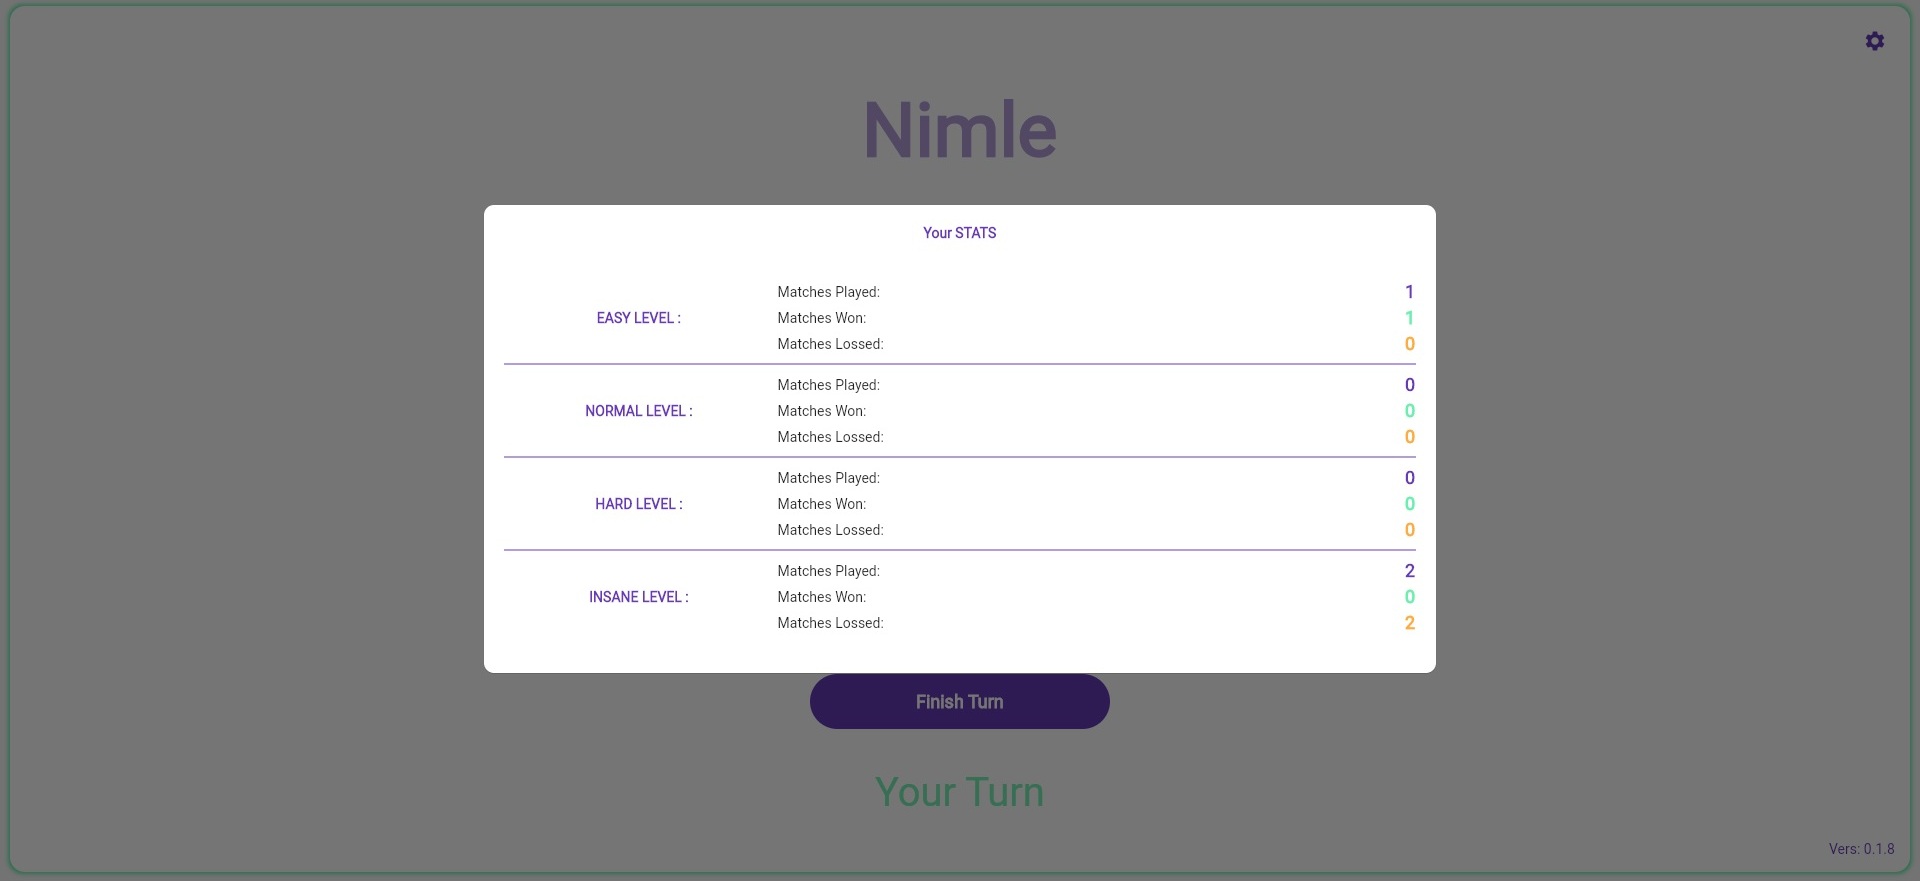 Nimle
Your STATS
EASY LEVEL :
Matches Played: 1
Matches Won: 1
Matches Lossed: 0
NORMAL LEVEL :
Matches Played: 0
Matches Won: 0
Matches Lossed: 0
HARD LEVEL :
Matches Played: 0
Matches Won: 0
Matches Lossed: 0
INSANE LEVEL :
Matches Played: 2
Matches Won: 0
Matches Lossed: 2
Finish Turn
Your Turn
Vers: 0.1.8